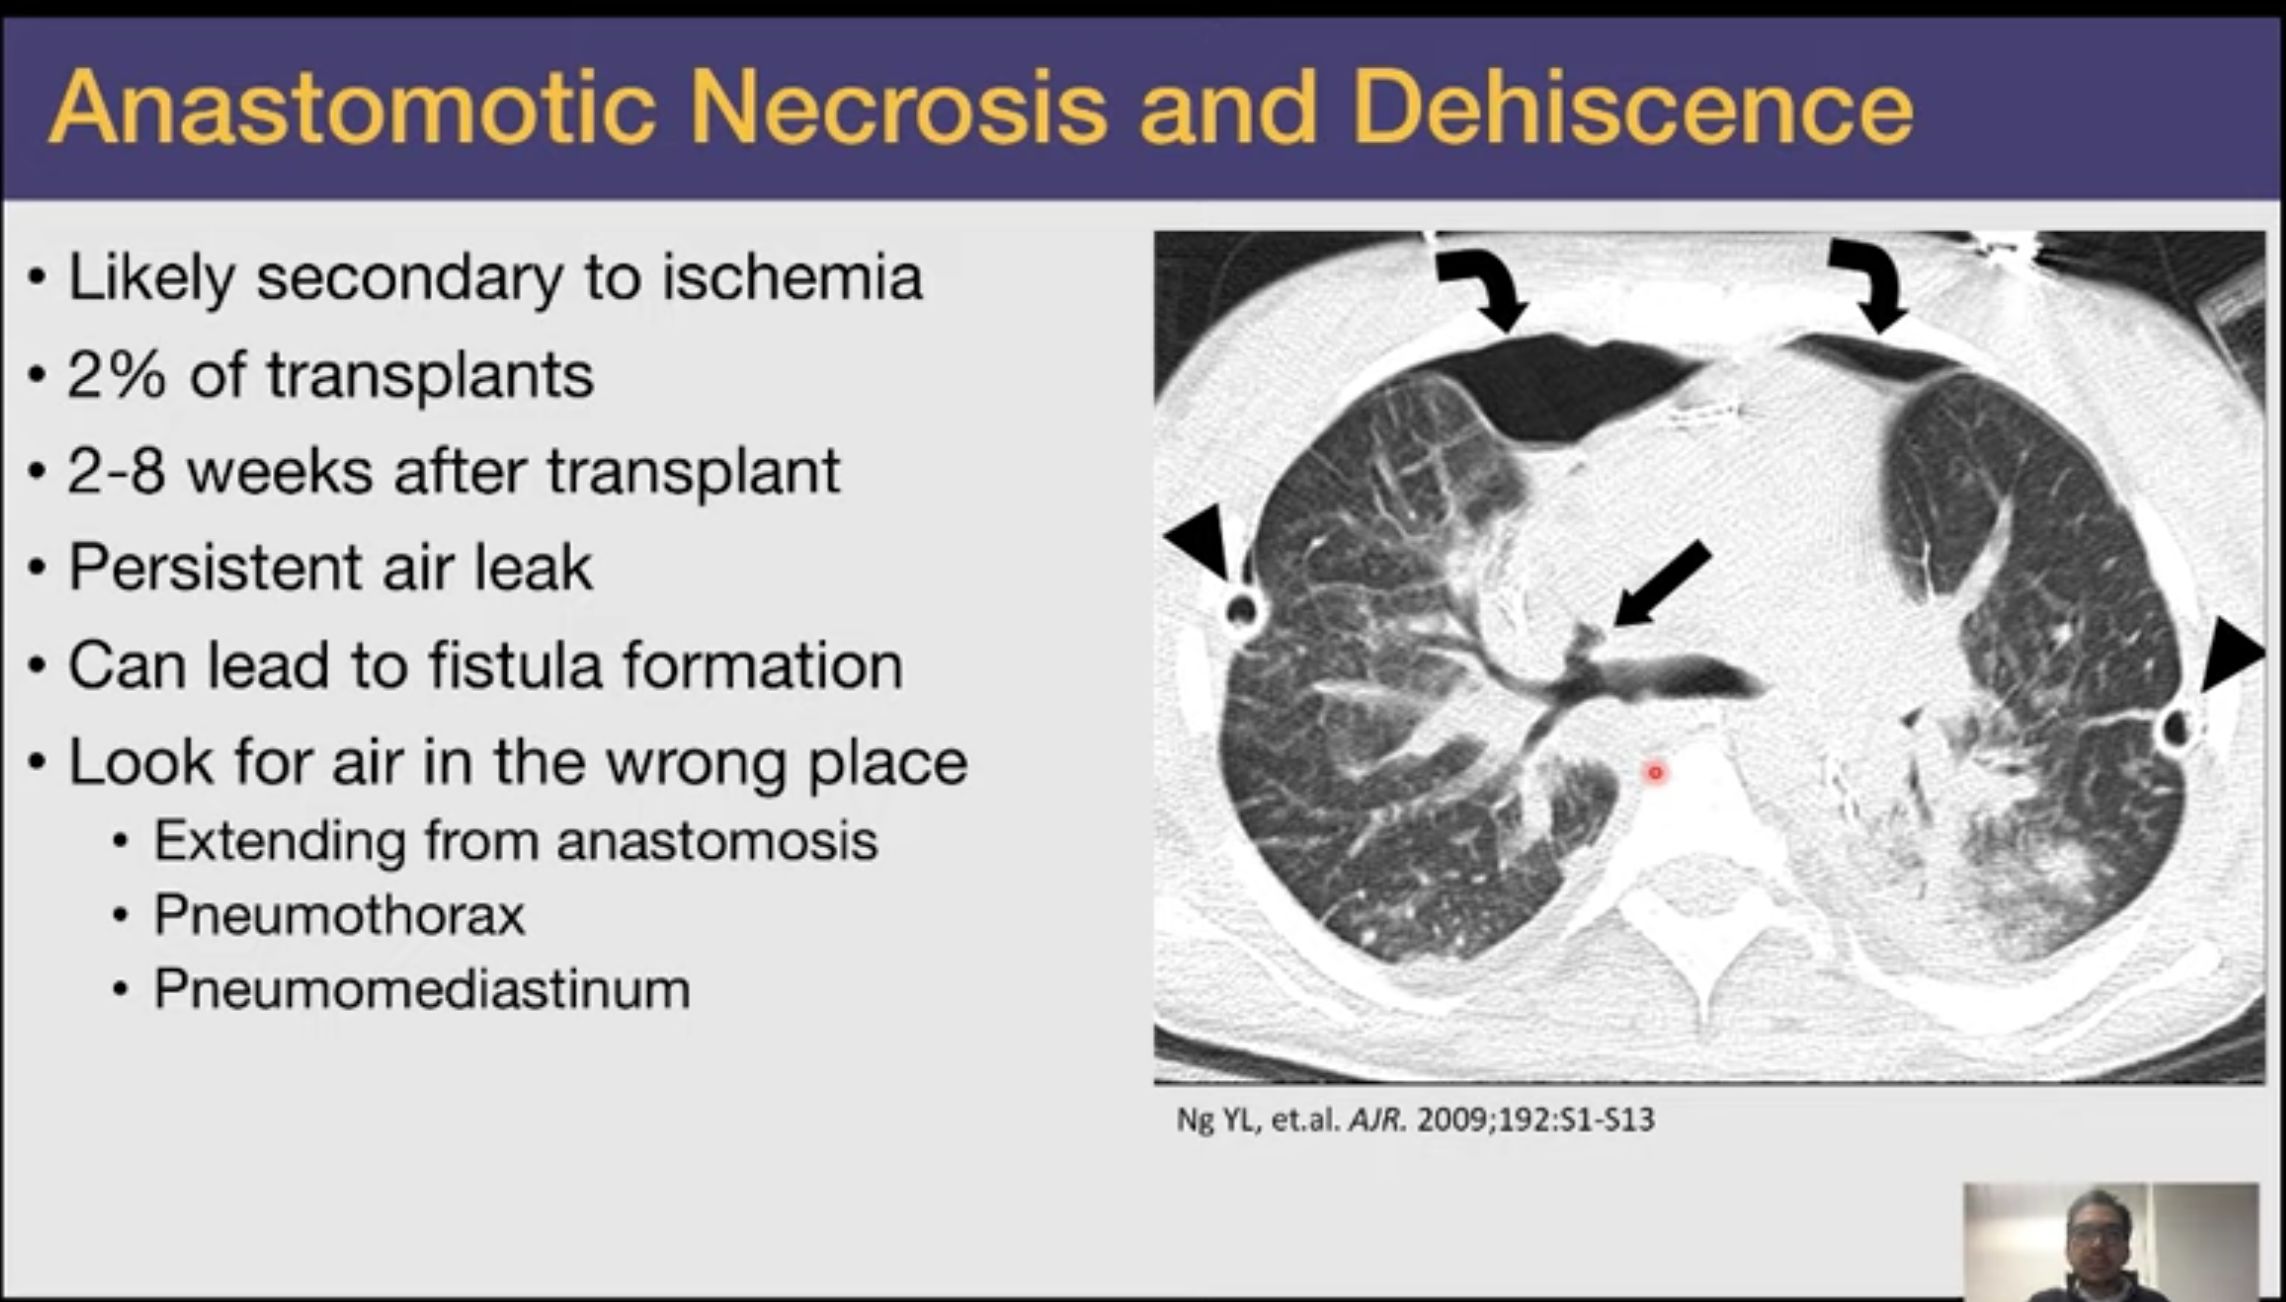 Anastomotic Necrosis and Dehiscence
• Likely secondary to ischemia
• 2% of transplants
• 2-8 weeks after transplant
• Persistent air leak
• Can lead to fistula formation
• Look for air in the wrong place
• Extending from anastomosis
• Pneumothorax
• Pneumomediastinum
Ng YL, et.al. AJR. 2009;192:S1-S13